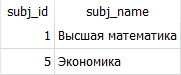 subj_id subj_name
1 Высшая математика
5 Экономика